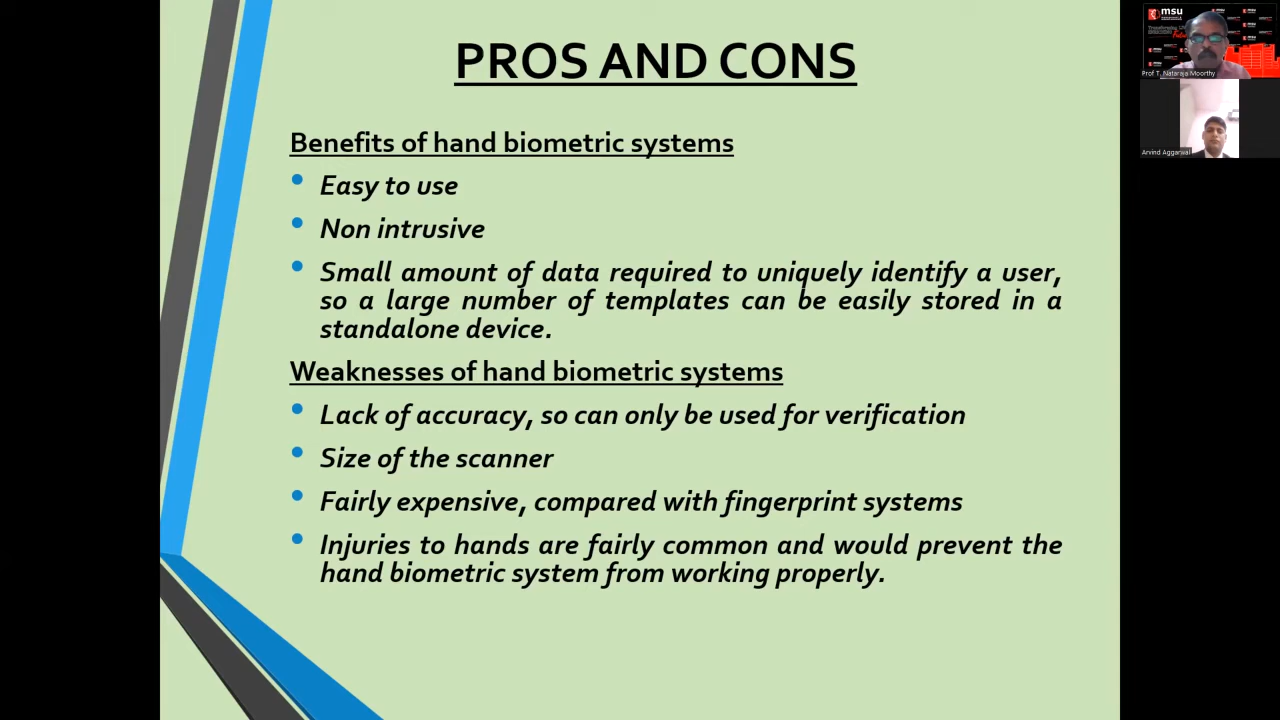 PROS AND CONS
Benefits of hand biometric systems
Easy to use
Non intrusive
Small amount of data required to uniquely identify a user,
so a large number of templates can be easily stored in a
standalone device.
Weaknesses of hand biometric systems
Lack of accuracy, so can only be used for verification
Size of the scanner
Fairly expensive, compared with fingerprint systems
Injuries to hands are fairly common and would prevent the
hand biometric system from working properly.
msu
Prof T. Nataraja Moorthy
Arvind Aggarwal